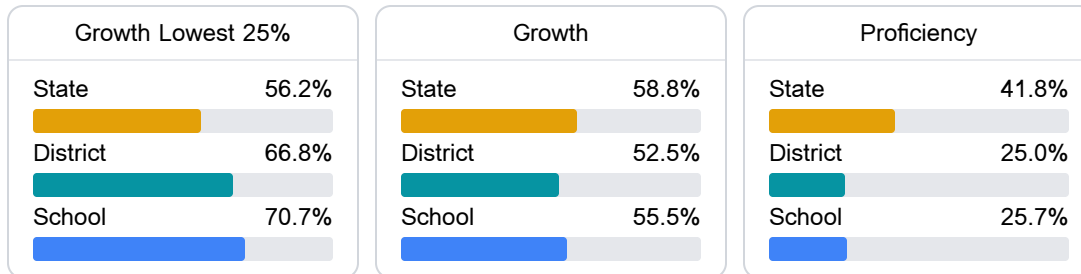 Growth Lowest 25%
State 56.2%
District 66.8%
School 70.7%
Growth
State 58.8%
District 52.5%
School 55.5%
Proficiency
State 41.8%
District 25.0%
School 25.7%